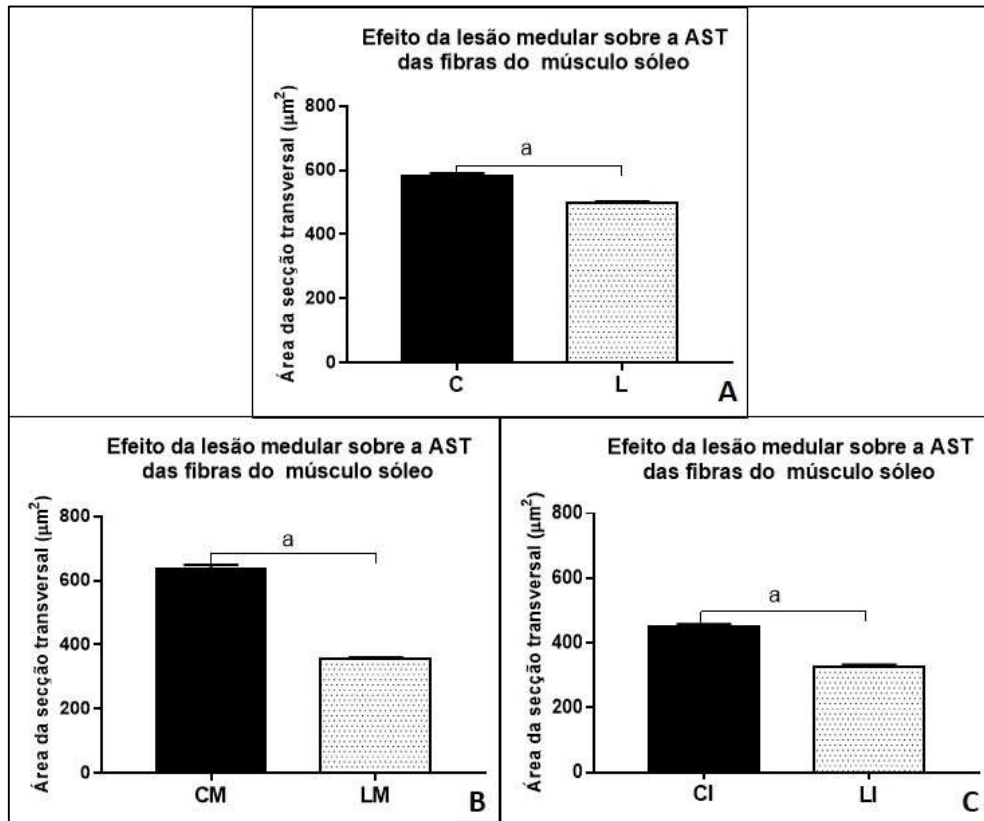 Efeito da lesão medular sobre a AST
das fibras do músculo sóleo
Área da secção transversal (µm²)
800
600
400
200
0
a
C
L
A
Efeito da lesão medular sobre a AST
das fibras do músculo sóleo
Área da secção transversal (µm²)
800
600
400
200
0
a
CM
LM
B
Efeito da lesão medular sobre a AST
das fibras do músculo sóleo
Área da secção transversal (µm²)
800
600
400
200
0
a
CI
LI
C